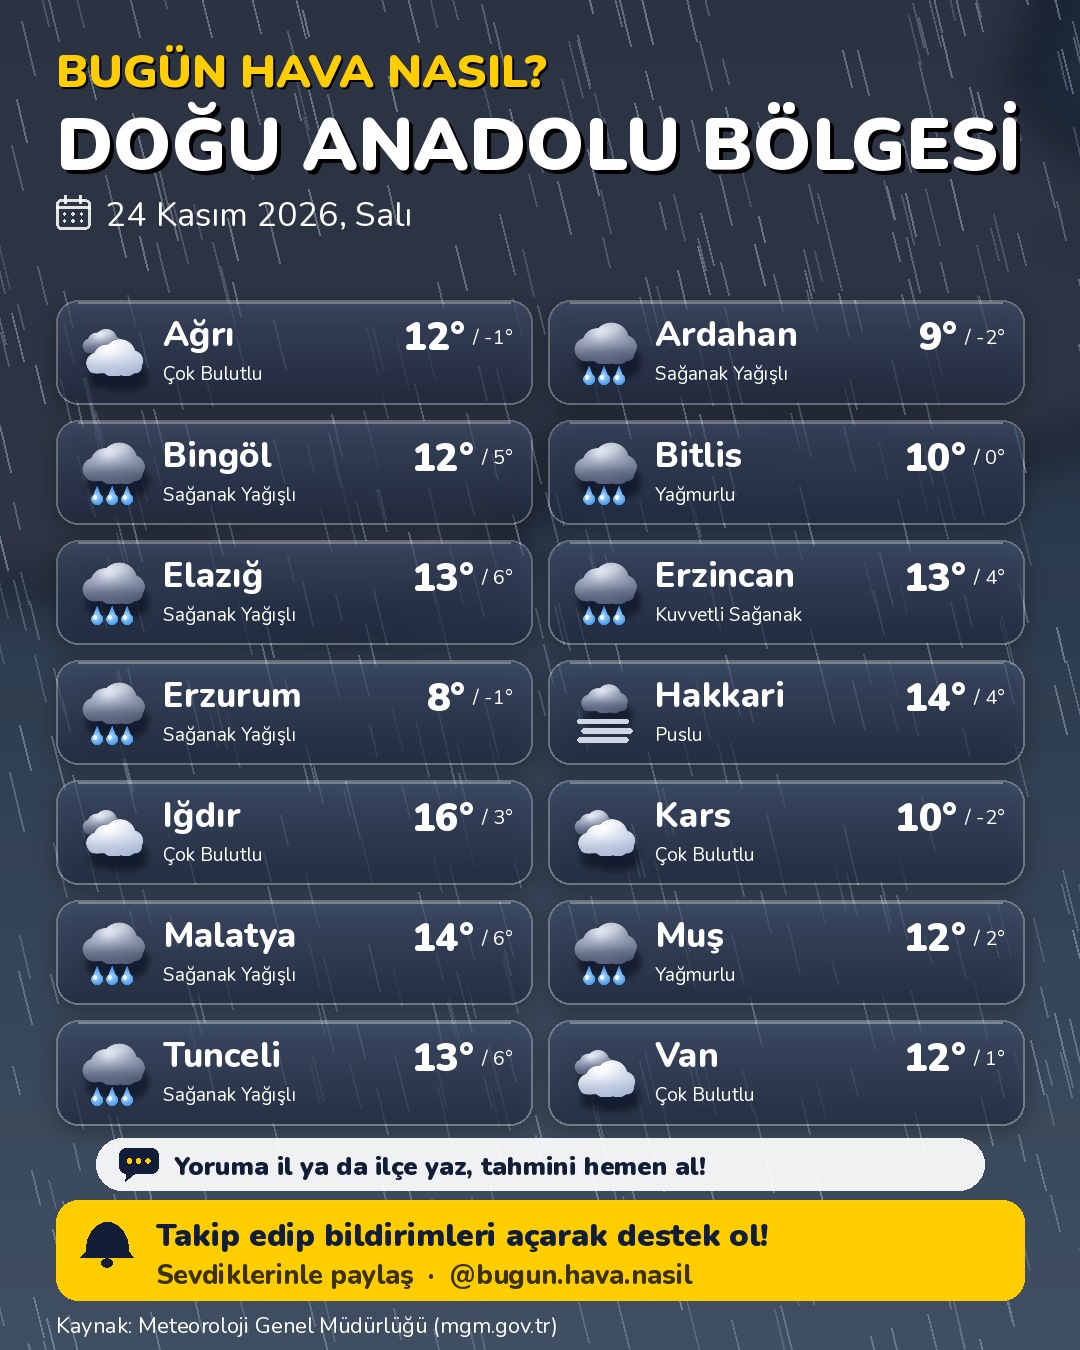 BUGÜN HAVA NASIL?
DOĞU ANADOLU BÖLGESİ
24 Kasım 2026, Salı
Ağrı 12° / -1°
Çok Bulutlu
Ardahan 9° / -2°
Sağanak Yağışlı
Bingöl 12° / 5°
Sağanak Yağışlı
Bitlis 10° / 0°
Yağmurlu
Elazığ 13° / 6°
Sağanak Yağışlı
Erzincan 13° / 4°
Kuvvetli Sağanak
Erzurum 8° / -1°
Sağanak Yağışlı
Hakkari 14° / 4°
Puslu
Iğdır 16° / 3°
Çok Bulutlu
Kars 10° / -2°
Çok Bulutlu
Malatya 14° / 6°
Sağanak Yağışlı
Muş 12° / 2°
Yağmurlu
Tunceli 13° / 6°
Sağanak Yağışlı
Van 12° / 1°
Çok Bulutlu
Yoruma il ya da ilçe yaz, tahmini hemen al!
Takip edip bildirimleri açarak destek ol!
Sevdiklerinle paylaş · @bugun.hava.nasil
Kaynak: Meteoroloji Genel Müdürlüğü (mgm.gov.tr)